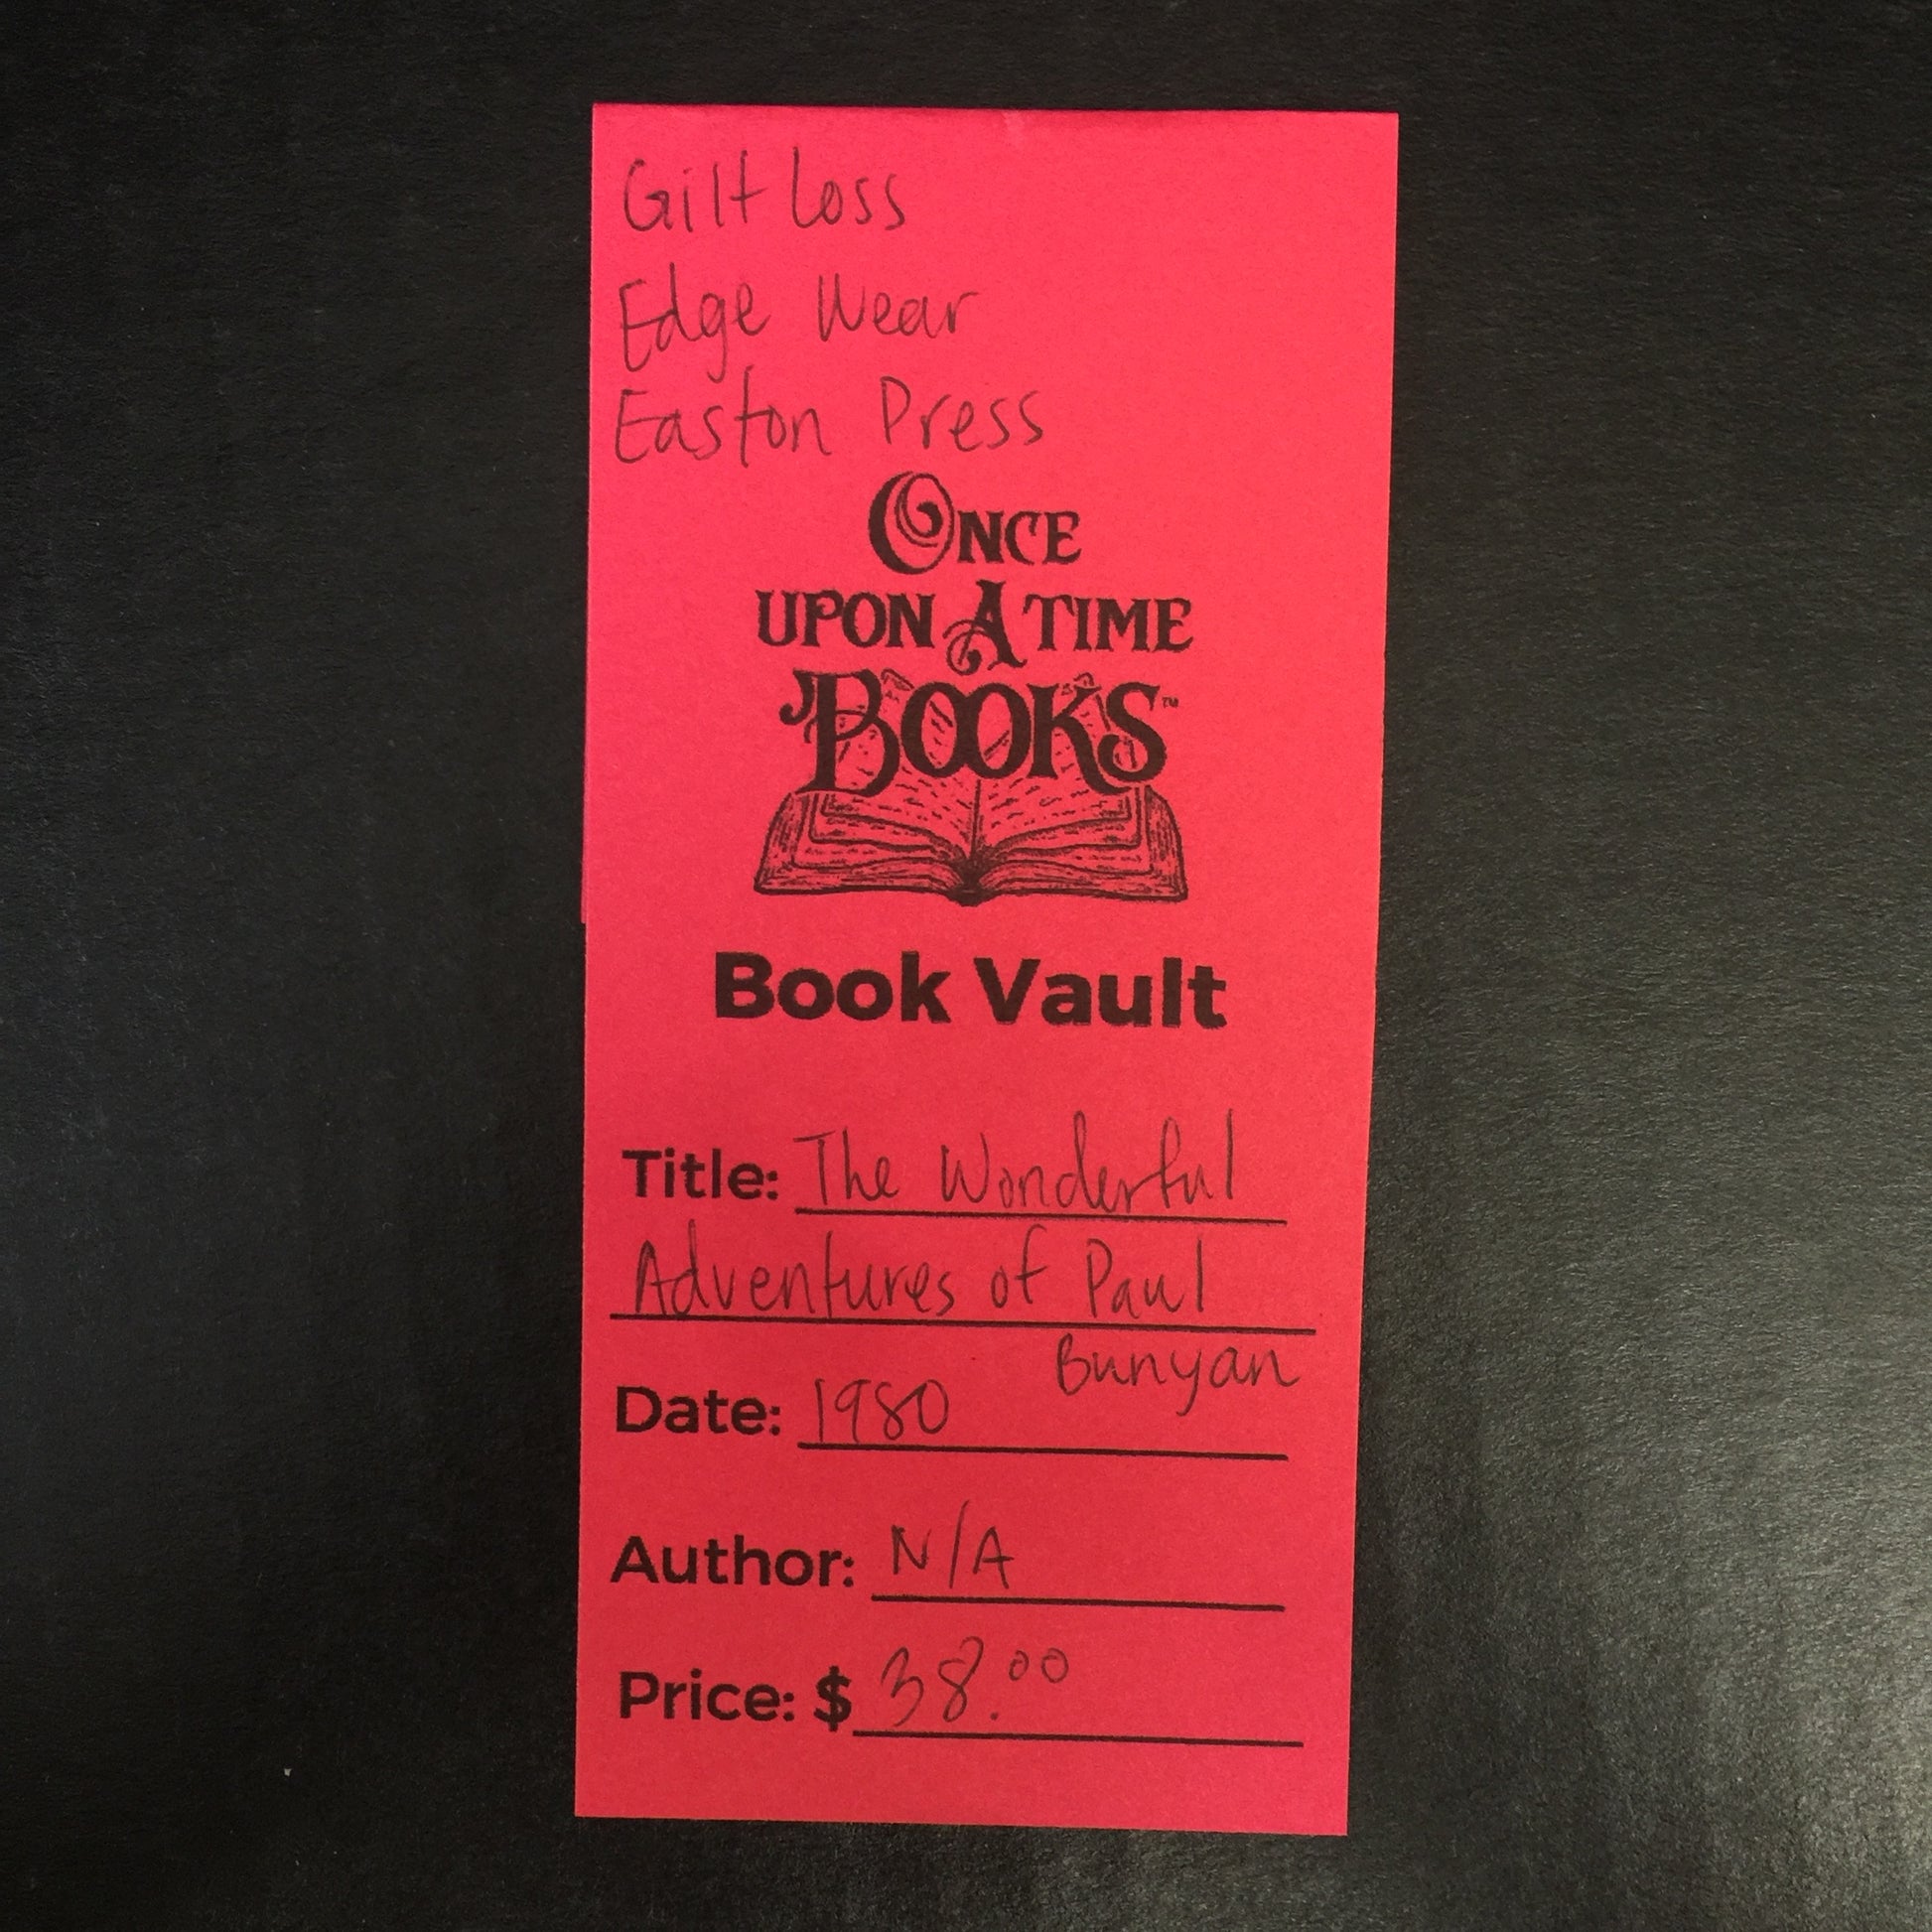 Gilt Loss
Edge Wear
Easton Press
ONCE
UPON A TIME
BOOKS™
Book Vault
Title: The Wonderful
Adventures of Paul
Bunyan
Date: 1980
Author: N/A
Price: $ 38.00